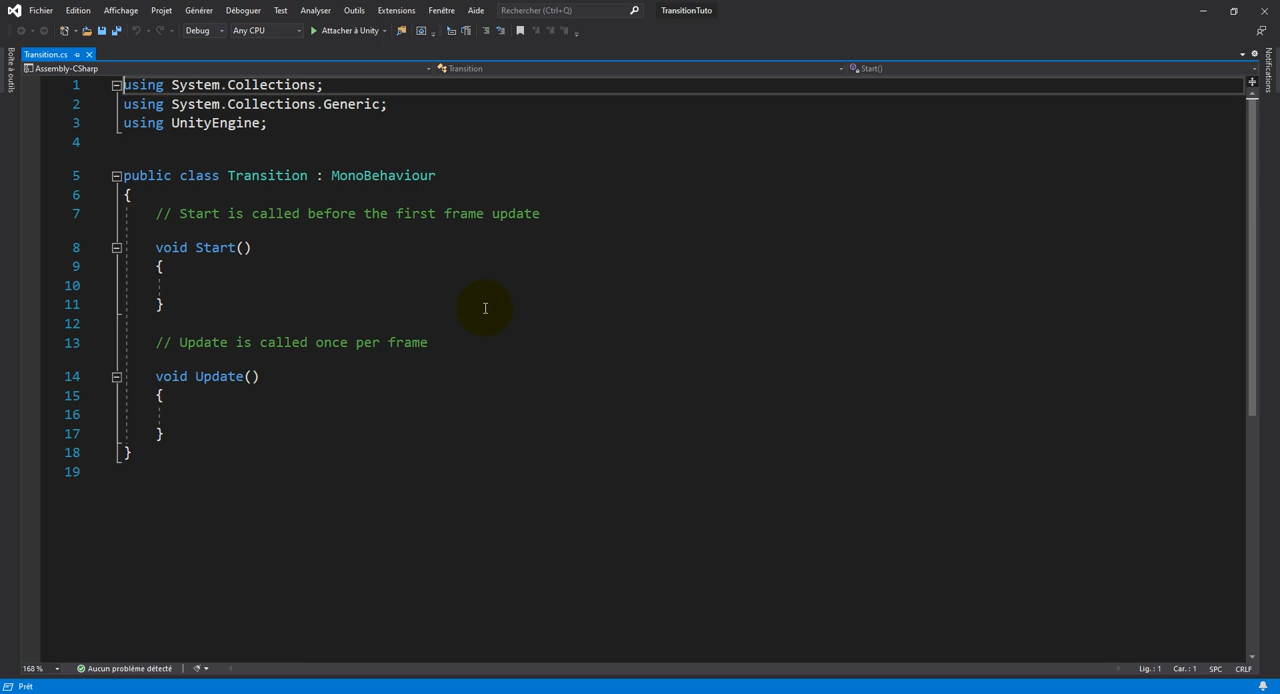 Fichier Edition Affichage Projet Générer Déboguer Test Analyser Outils Extensions Fenêtre Aide Rechercher (Ctrl+Q) TransitionTuto
Debug Any CPU Attacher à Unity
Boîte à outils
Transition.cs
Notifications
Assembly-CSharp Transition Start()
1 using System.Collections;
2 using System.Collections.Generic;
3 using UnityEngine;
4
5 public class Transition : MonoBehaviour
6 {
7 // Start is called before the first frame update
8 void Start()
9 {
10
11 }
12
13 // Update is called once per frame
14 void Update()
15 {
16
17 }
18 }
19
168 % Aucun problème détecté Lig. : 1 Car. : 1 SPC CRLF
Prêt